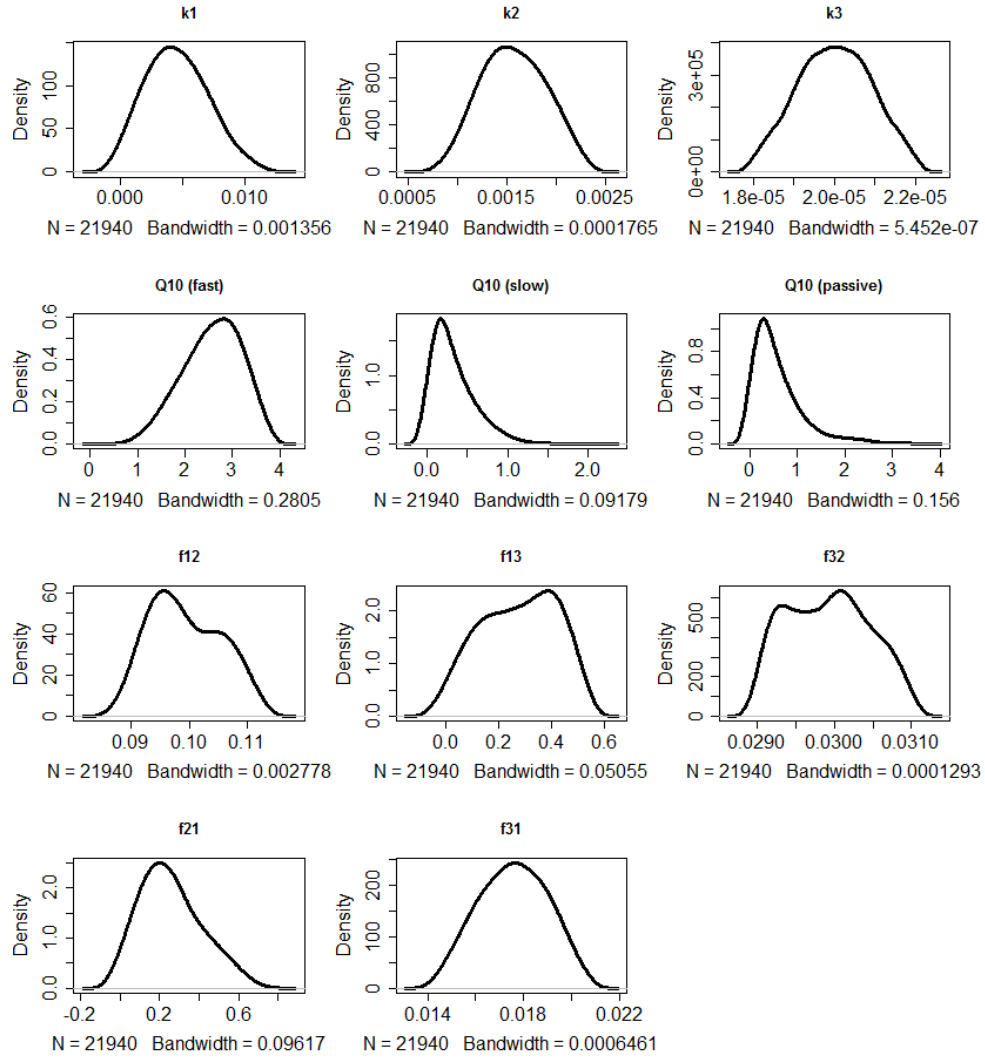 k1 k2 k3
Density 0 50 100 Density 0 400 800 Density 0e+00 3e+05
0.000 0.010 0.0005 0.0015 0.0025 1.8e-05 2.0e-05 2.2e-05
N = 21940 Bandwidth = 0.001356 N = 21940 Bandwidth = 0.0001765 N = 21940 Bandwidth = 5.452e-07
Q10 (fast) Q10 (slow) Q10 (passive)
Density 0.0 0.2 0.4 0.6 Density 0.0 1.0 Density 0.0 0.4 0.8
0 1 2 3 4 0.0 1.0 2.0 0 1 2 3 4
N = 21940 Bandwidth = 0.2805 N = 21940 Bandwidth = 0.09179 N = 21940 Bandwidth = 0.156
f12 f13 f32
Density 0 20 40 60 Density 0.0 1.0 2.0 Density 0 200 500
0.09 0.10 0.11 0.0 0.2 0.4 0.6 0.0290 0.0300 0.0310
N = 21940 Bandwidth = 0.002778 N = 21940 Bandwidth = 0.05055 N = 21940 Bandwidth = 0.0001293
f21 f31
Density 0.0 1.0 2.0 Density 0 100 200
-0.2 0.2 0.6 0.014 0.018 0.022
N = 21940 Bandwidth = 0.09617 N = 21940 Bandwidth = 0.0006461